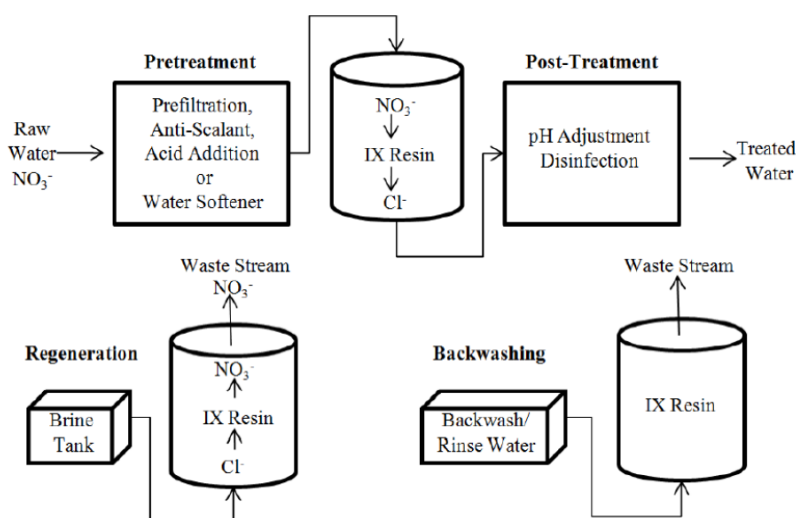 Pretreatment
Post-Treatment
Raw
Water
NO₃⁻
Prefiltration,
Anti-Scalant,
Acid Addition
or
Water Softener
NO₃⁻
IX Resin
Cl⁻
pH Adjustment
Disinfection
Treated
Water
Waste Stream
NO₃⁻
Regeneration
Brine
Tank
NO₃⁻
IX Resin
Cl⁻
Waste Stream
Backwashing
Backwash/
Rinse Water
IX Resin